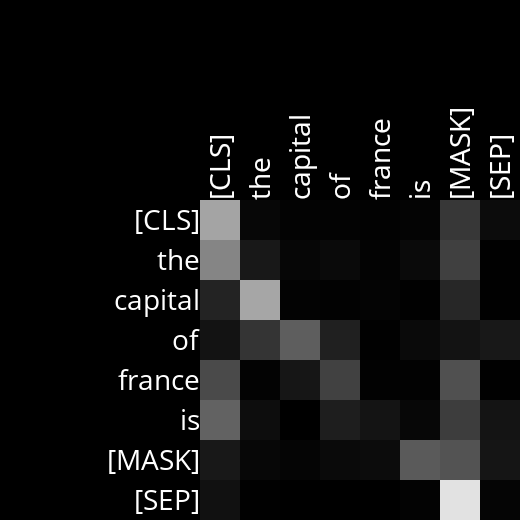 [CLS]
the
capital
of
france
is
[MASK]
[SEP]
[CLS]
the
capital
of
france
is
[MASK]
[SEP]